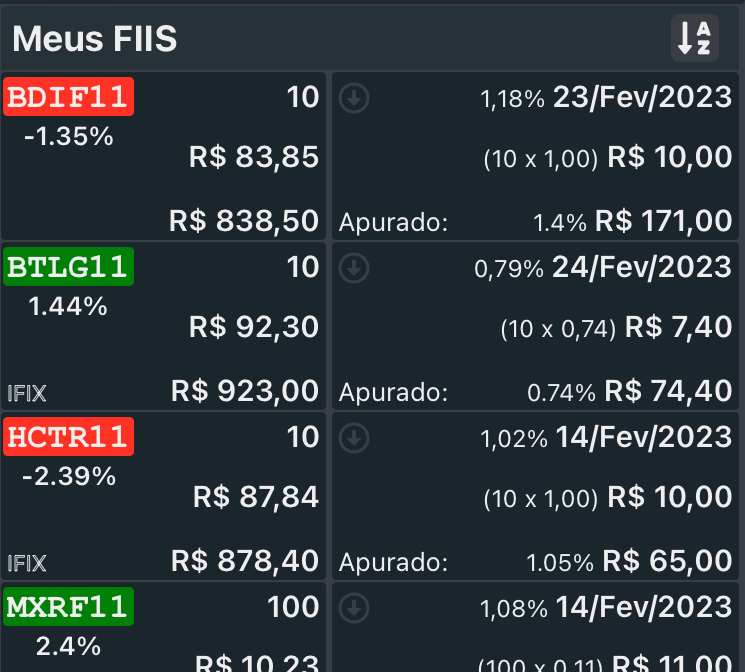 Meus FIIS
BDIF11 10 1,18% 23/Fev/2023
-1.35% R$ 83,85 (10 x 1,00) R$ 10,00
R$ 838,50 Apurado: 1.4% R$ 171,00
BTLG11 10 0,79% 24/Fev/2023
1.44% R$ 92,30 (10 x 0,74) R$ 7,40
IFIX R$ 923,00 Apurado: 0.74% R$ 74,40
HCTR11 10 1,02% 14/Fev/2023
-2.39% R$ 87,84 (10 x 1,00) R$ 10,00
IFIX R$ 878,40 Apurado: 1.05% R$ 65,00
MXRF11 100 1,08% 14/Fev/2023
2.4% R$ 10,23 (100 x 0,11) R$ 11,00